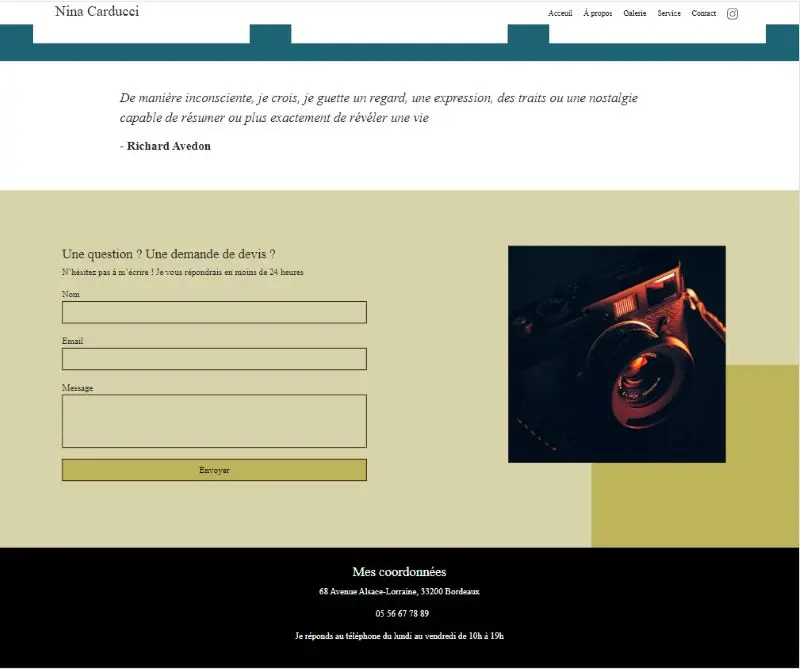 Nina Carducci
Acceuil À propos Galerie Service Contact
De manière inconsciente, je crois, je guette un regard, une expression, des traits ou une nostalgie
capable de résumer ou plus exactement de révéler une vie
- Richard Avedon
Une question ? Une demande de devis ?
N'hésitez pas à m'écrire ! Je vous répondrais en moins de 24 heures
Nom
Email
Message
Envoyer
Mes coordonnées
68 Avenue Alsace-Lorraine, 33200 Bordeaux
05 56 67 78 89
Je réponds au téléphone du lundi au vendredi de 10h à 19h